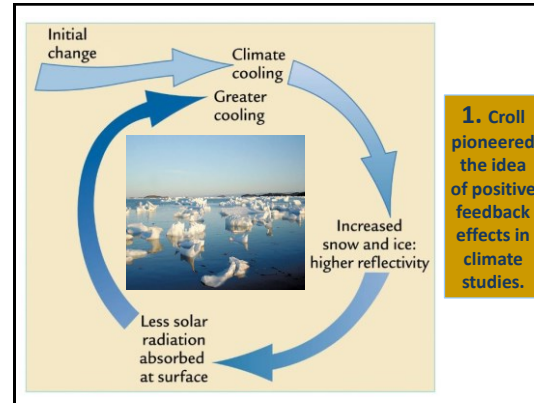 Initial
change
Climate
cooling
Greater
cooling
Increased
snow and ice:
higher reflectivity
Less solar
radiation
absorbed
at surface
1. Croll
pioneered
the idea
of positive
feedback
effects in
climate
studies.